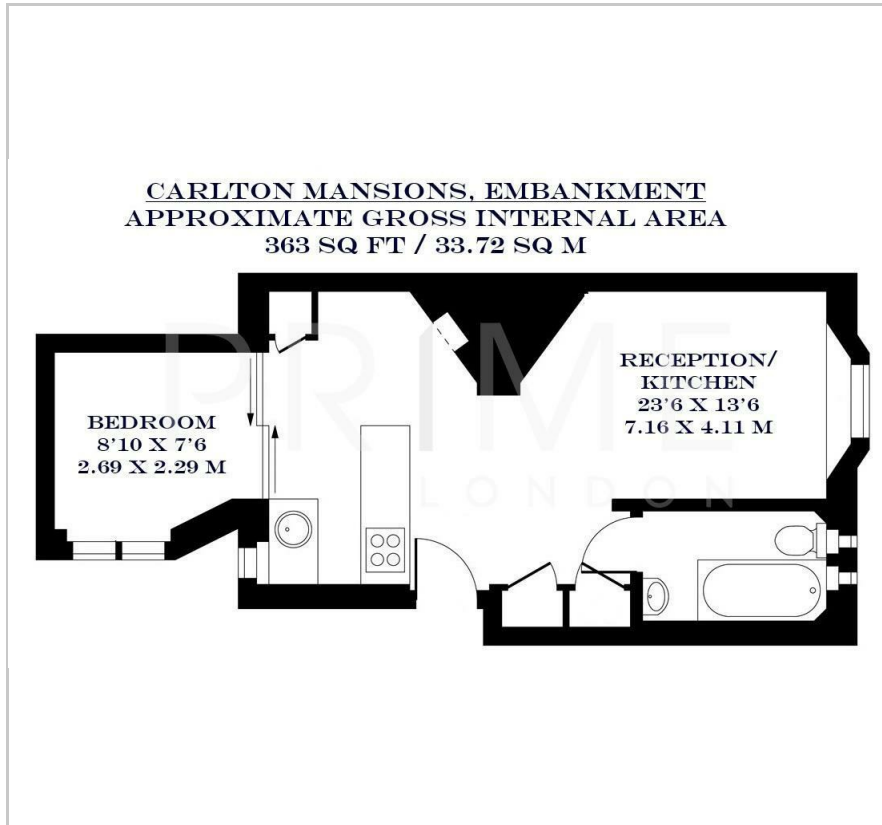 CARLTON MANSIONS, EMBANKMENT
APPROXIMATE GROSS INTERNAL AREA
363 SQ FT / 33.72 SQ M
PRIME
LONDON
RECEPTION/
KITCHEN
23'6 X 13'6
7.16 X 4.11 M
BEDROOM
8'10 X 7'6
2.69 X 2.29 M